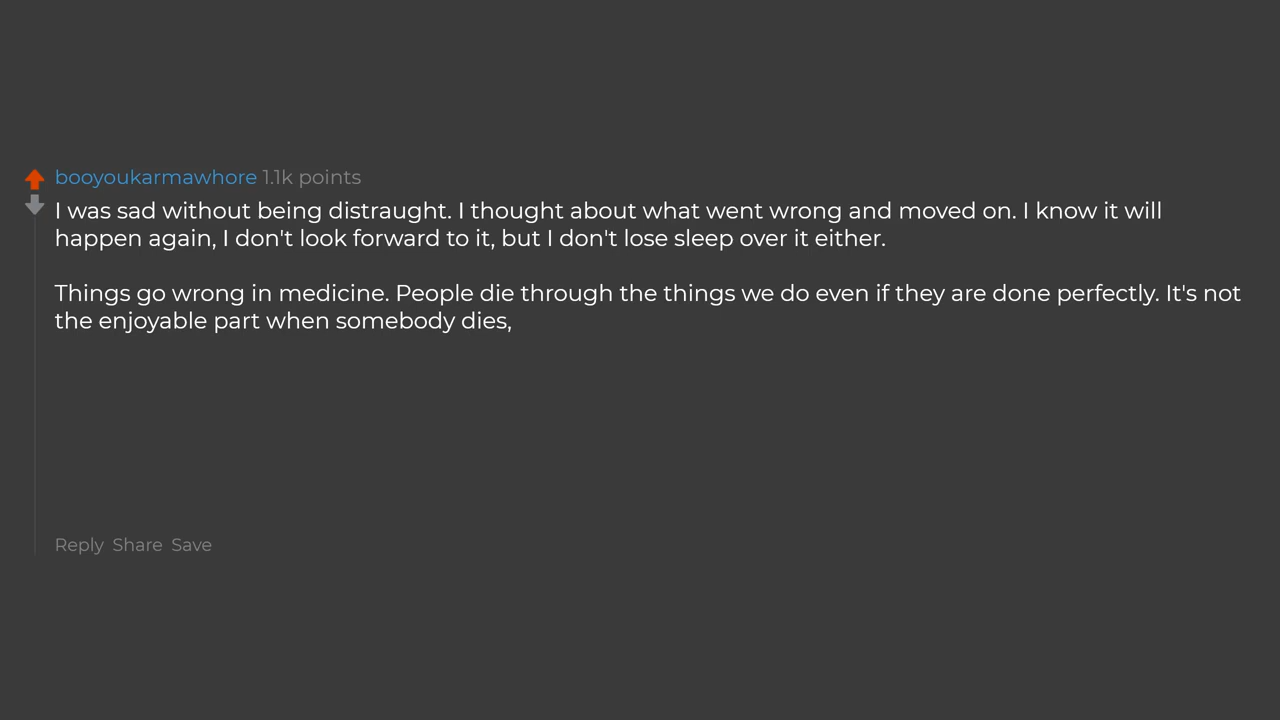 booyoukarmawhore 1.1k points
I was sad without being distraught. I thought about what went wrong and moved on. I know it will
happen again, I don't look forward to it, but I don't lose sleep over it either.
Things go wrong in medicine. People die through the things we do even if they are done perfectly. It's not
the enjoyable part when somebody dies,
Reply Share Save